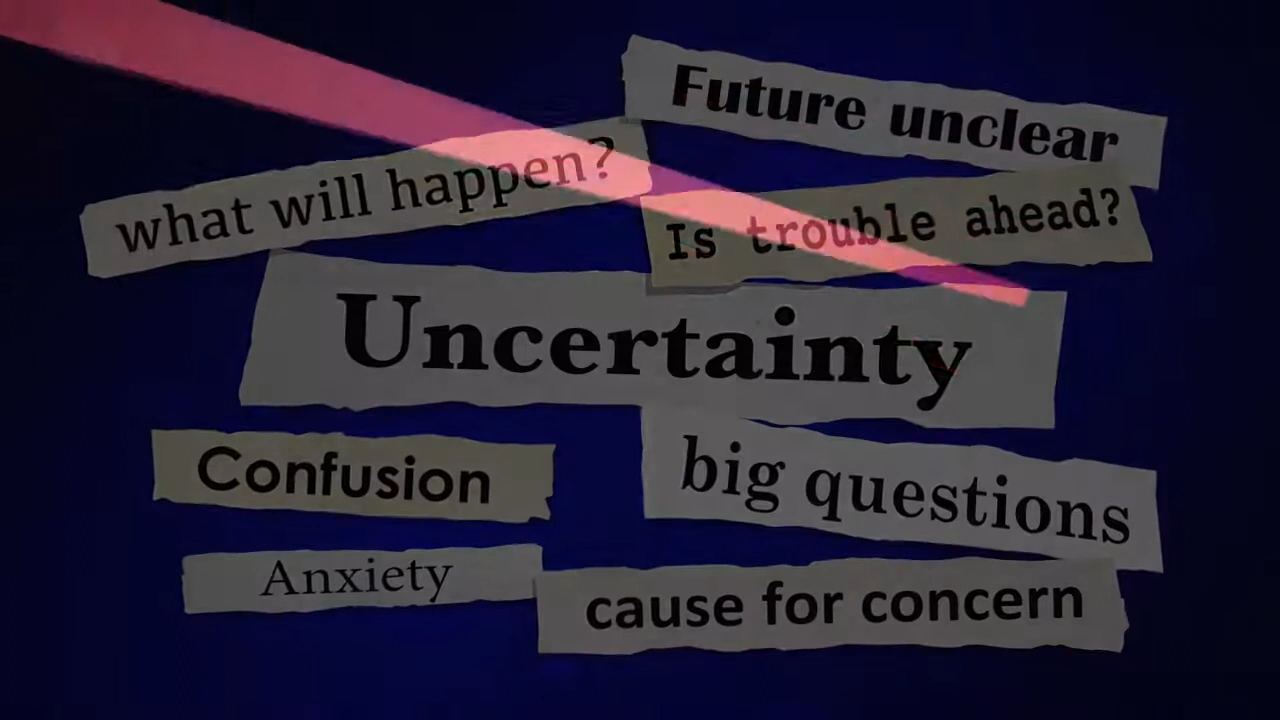 Future unclear
what will happen?
Is trouble ahead?
Uncertainty
Confusion
big questions
Anxiety
cause for concern